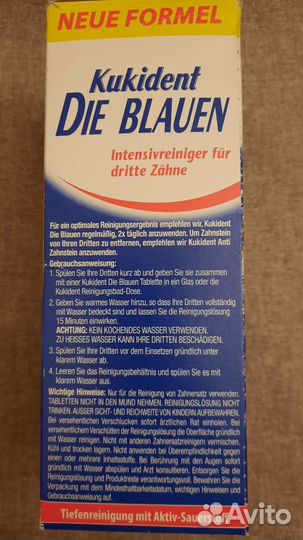 NEUE FORMEL
Kukident
DIE BLAUEN
Intensivreiniger für
dritte Zähne
Für ein optimales Reinigungsergebnis empfehlen wir, Kukident
Die Blauen regelmäßig, 2x täglich anzuwenden. Um Zahnstein
von Ihren Dritten zu entfernen, empfehlen wir Kukident Anti
Zahnstein anzuwenden.
Gebrauchsanweisung:
1. Spülen Sie Ihre Dritten kurz ab und geben Sie sie zusammen
mit einer Kukident Die Blauen Tablette in ein Glas oder die
Kukident Reinigungsbad-Dose.
2. Geben Sie warmes Wasser hinzu, so dass Ihre Dritten vollständig
mit Wasser bedeckt sind und lassen Sie die Reinigungslösung
15 Minuten einwirken.
ACHTUNG: KEIN KOCHENDES WASSER VERWENDEN.
ZU HEISSES WASSER KANN IHRE DRITTEN BESCHÄDIGEN.
3. Spülen Sie Ihre Dritten vor dem Einsetzen gründlich unter
klarem Wasser ab.
4. Leeren Sie das Reinigungsbehältnis und spülen Sie es mit
klarem Wasser aus.
Wichtige Hinweise: Nur für die Reinigung von Zahnersatz verwenden.
TABLETTEN NICHT IN DEN MUND NEHMEN. REINIGUNGSLÖSUNG NICHT
TRINKEN. AUSSER SICHT- UND REICHWEITE VON KINDERN AUFBEWAHREN.
Bei versehentlichen Verschlucken sofort ärztlichen Rat einholen. Bei
versehentlichem Verschütten der Reinigungslösung die Oberfläche gründlich
mit Wasser reinigen. Nicht mit anderen Zahnersatzreinigern vermischen.
Kühl und trocken lagern. Nicht anwenden bei Überempfindlichkeit gegen
einen oder mehrere Inhaltsstoffe. Bei Berührung mit den Augen sofort
gründlich mit Wasser abspülen und Arzt konsultieren. Entsorgen Sie die
Reinigungslösung und Produktreste verantwortungsvoll. Bewahren Sie die
Verpackung mit dem Mindesthaltbarkeitsdatum, wichtigen Hinweisen und
Gebrauchsanweisung auf.
Tiefenreinigung mit Aktiv-Sauerstoff
Avito